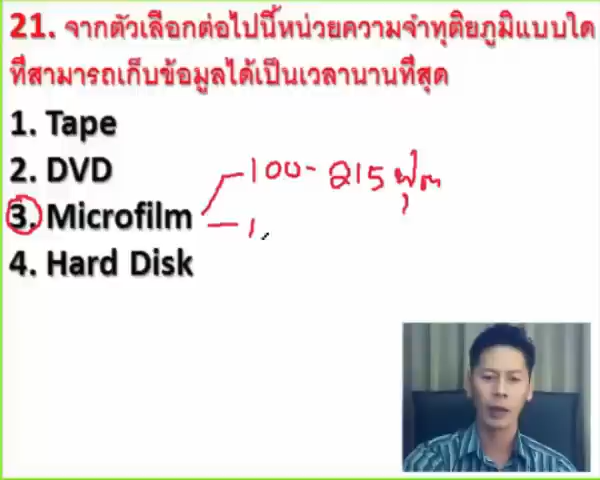 21. จากตัวเลือกต่อไปนี้หน่วยความจำทุติยภูมิแบบใด
ที่สามารถเก็บข้อมูลได้เป็นเวลานานที่สุด
1. Tape
2. DVD
100- 215 ฟุต
3. Microfilm
1
4. Hard Disk